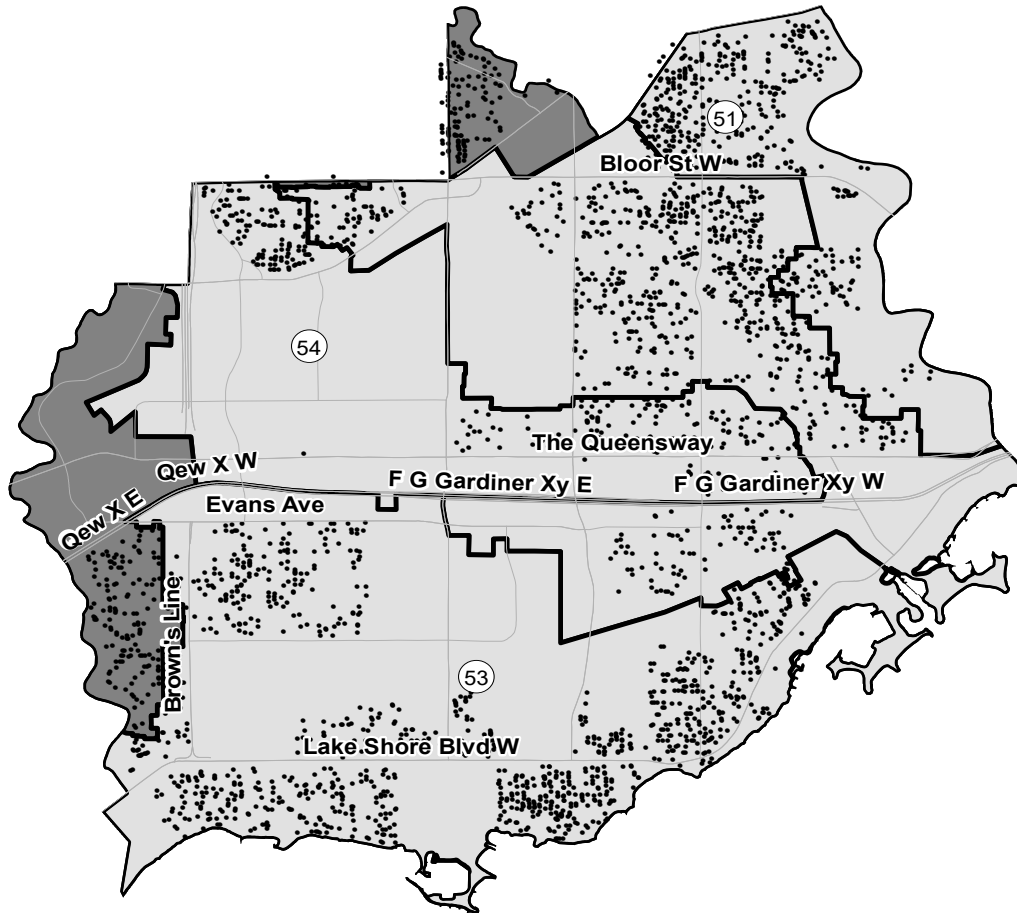 51
Bloor St W
54
The Queensway
Qew X W
F G Gardiner Xy E
F G Gardiner Xy W
Evans Ave
Qew X E
Brown's Line
53
Lake Shore Blvd W